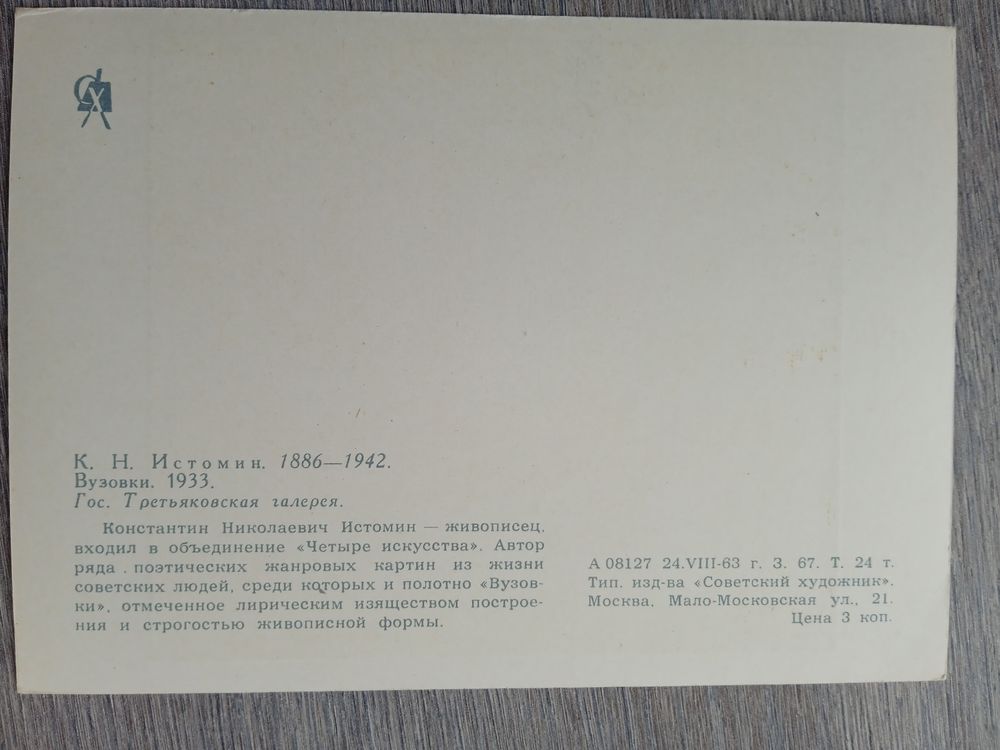 СХ
К. Н. Истомин. 1886—1942.
Вузовки. 1933.
Гос. Третьяковская галерея.
Константин Николаевич Истомин — живописец,
входил в объединение «Четыре искусства». Автор
ряда поэтических жанровых картин из жизни
советских людей, среди которых и полотно «Вузов-
ки», отмеченное лирическим изяществом построе-
ния и строгостью живописной формы.
А 08127 24.VIII-63 г. З. 67. Т. 24 т.
Тип. изд-ва «Советский художник».
Москва, Мало-Московская ул., 21.
Цена 3 коп.